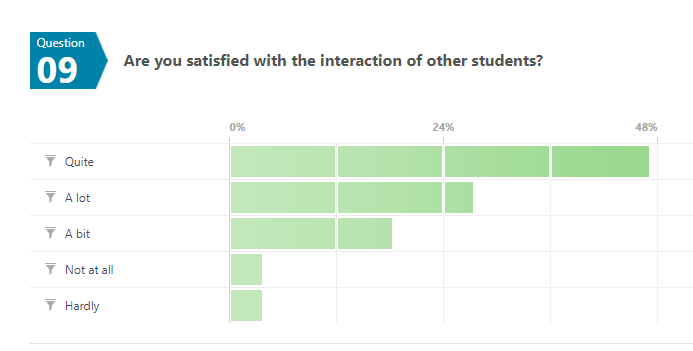 Question
09
Are you satisfied with the interaction of other students?
0% 24% 48%
Quite
A lot
A bit
Not at all
Hardly